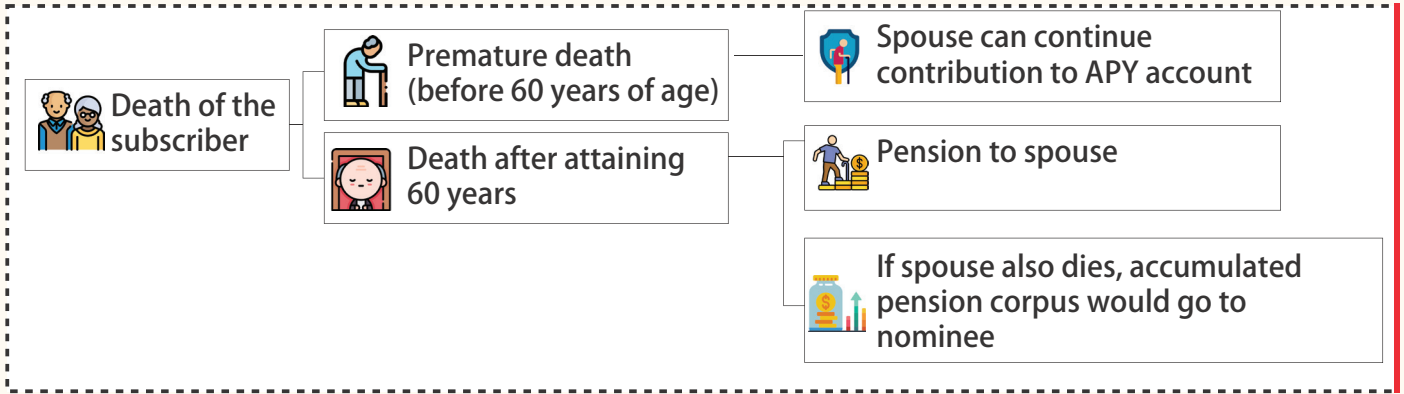 Death of the
subscriber
Premature death
(before 60 years of age)
Death after attaining
60 years
Spouse can continue
contribution to APY account
Pension to spouse
If spouse also dies, accumulated
pension corpus would go to
nominee